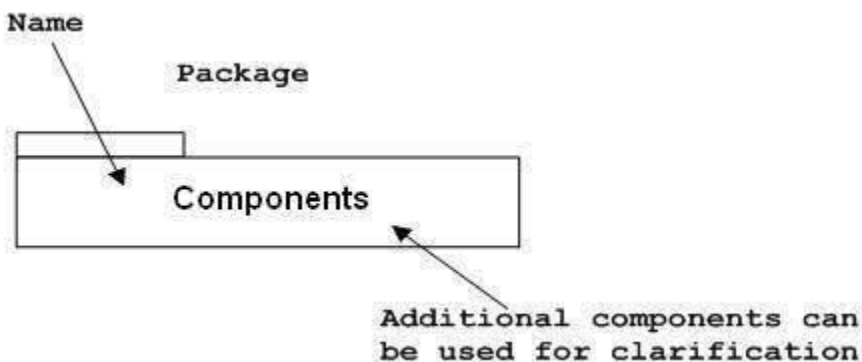 Name
Package
Components
Additional components can
be used for clarification